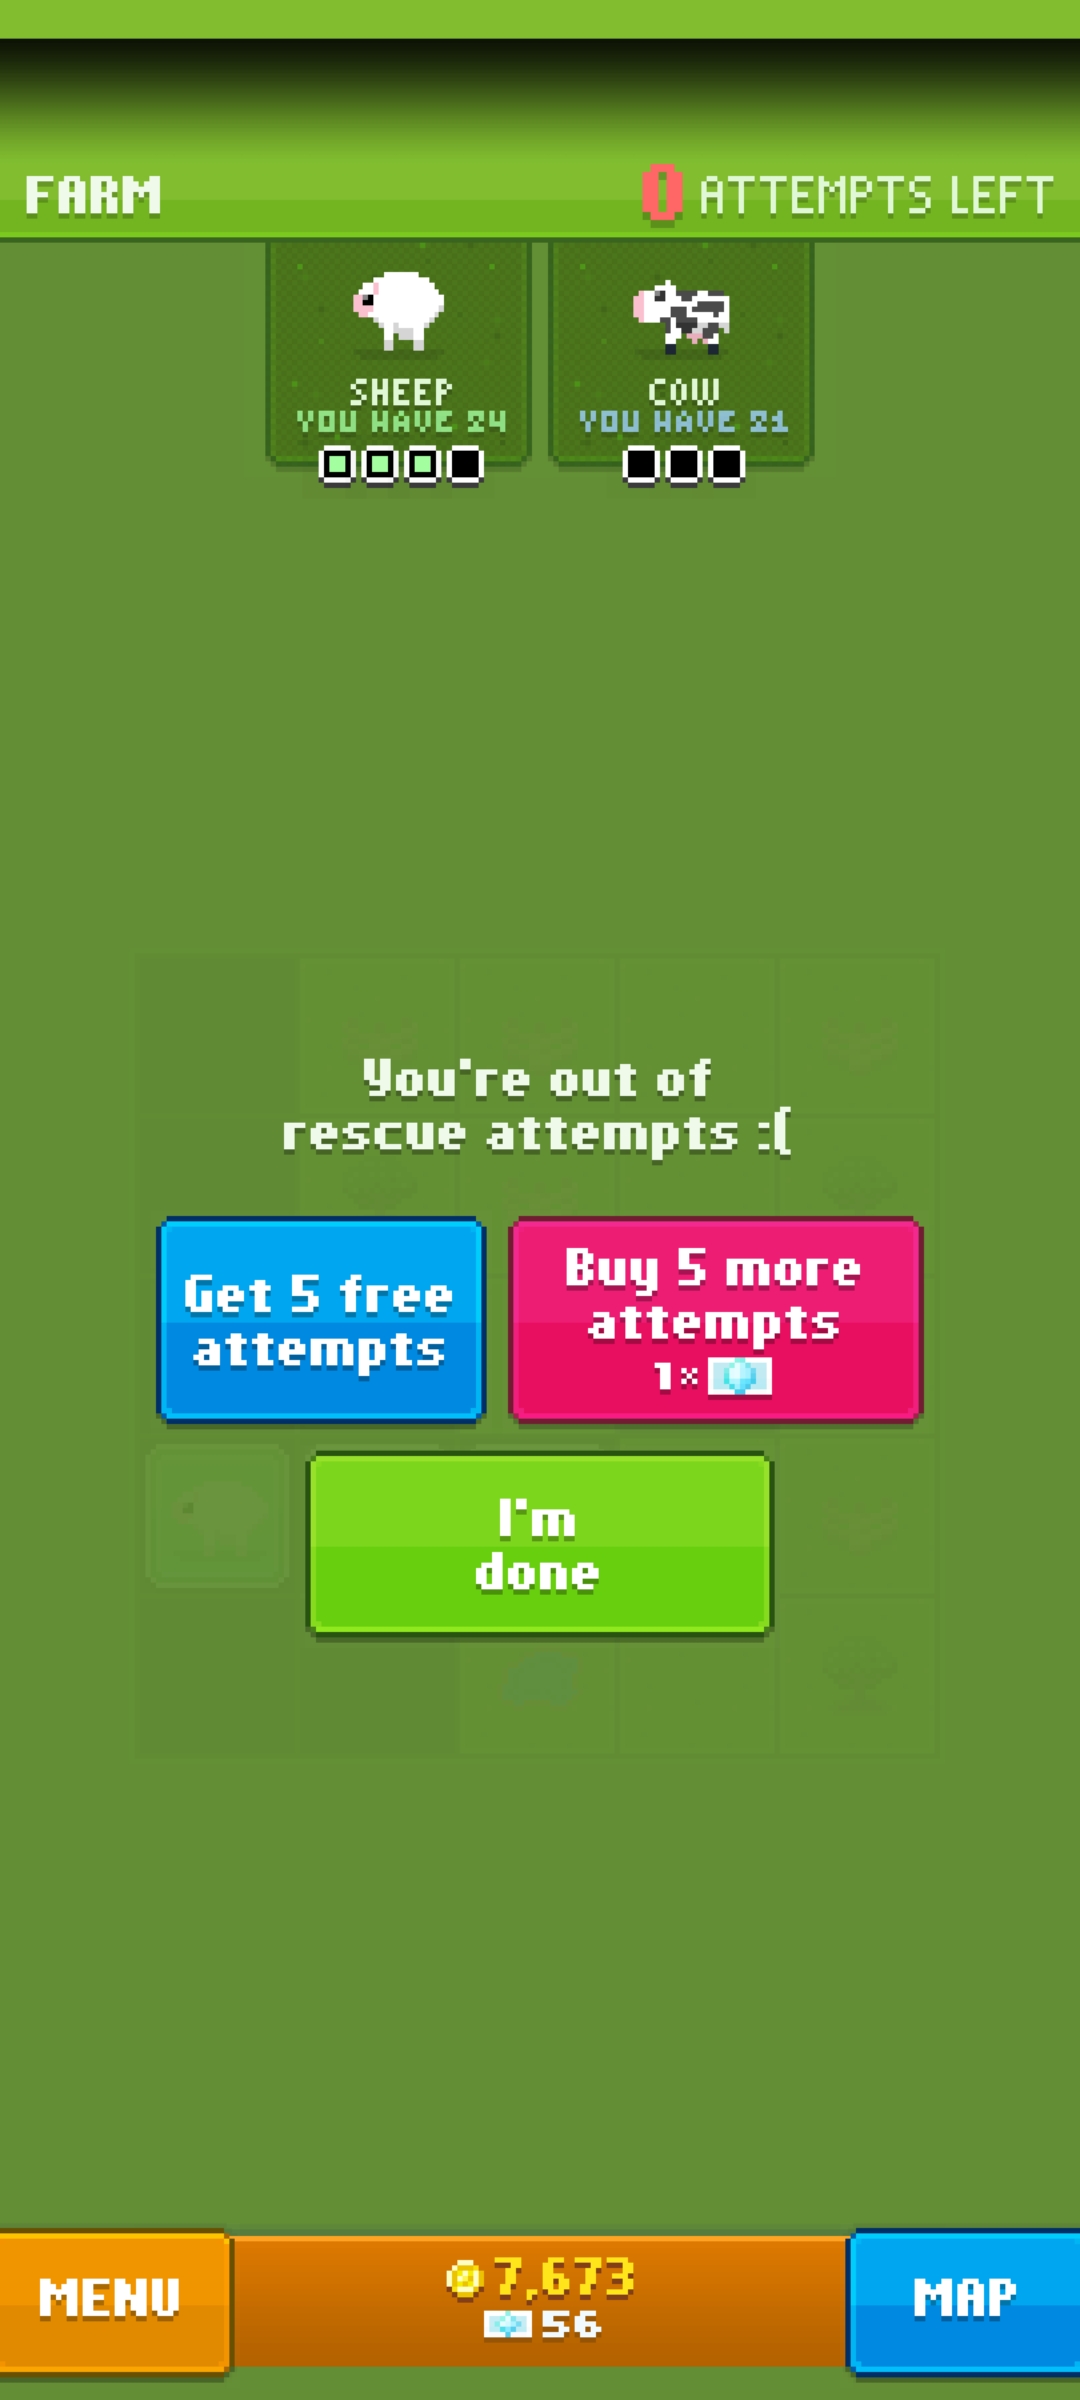 FARM
0 ATTEMPTS LEFT
SHEEP
YOU HAVE 24
COW
YOU HAVE 21
You're out of
rescue attempts :(
Get 5 free
attempts
Buy 5 more
attempts
1×
I'm
done
MENU
7,673
56
MAP